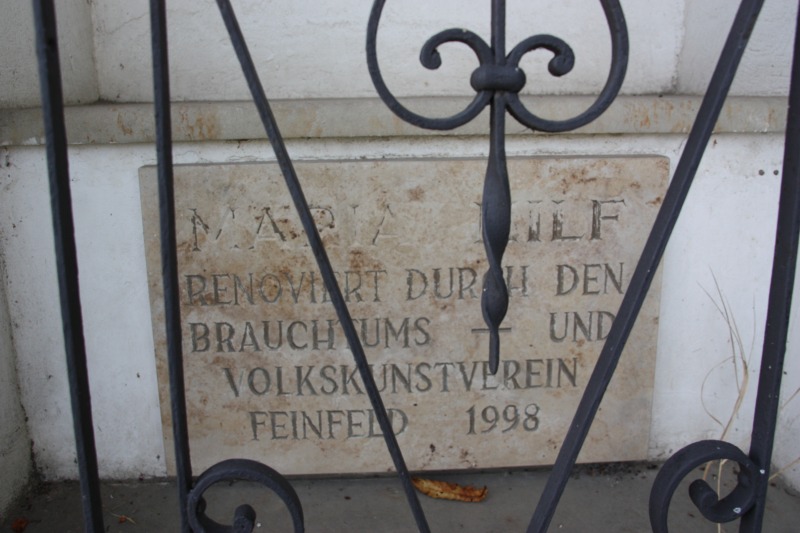 MARIA HILF
RENOVIERT DURCH DEN
BRAUCHTUMS - UND
VOLKSKUNSTVEREIN
FEINFELD 1998